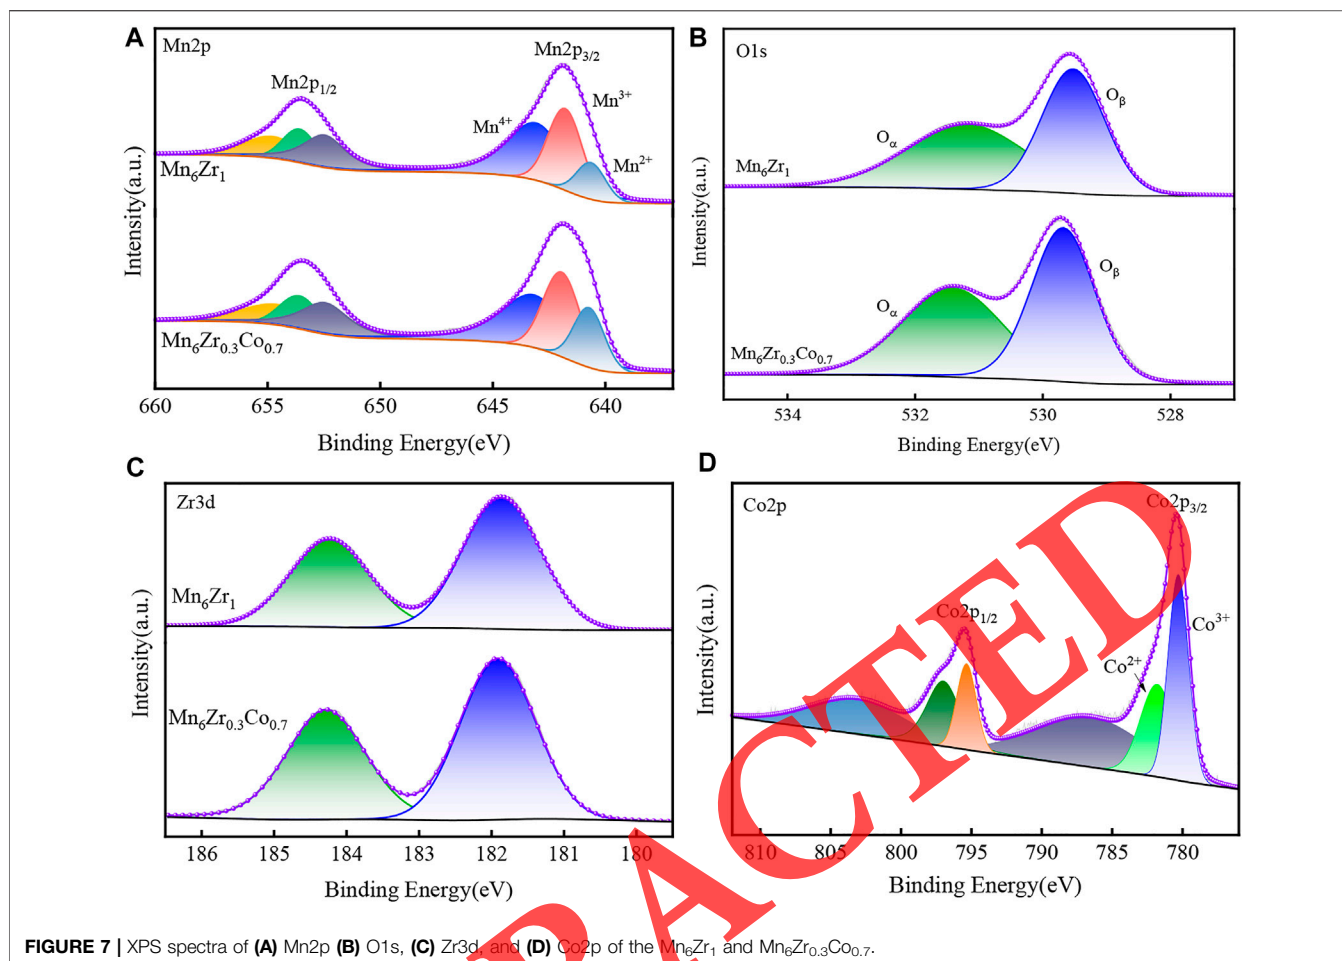 A
Mn2p
Mn2p1/2
Mn2p3/2
Mn4+
Mn3+
Mn2+
Mn6Zr1
Mn6Zr0.3Co0.7
Intensity(a.u.)
660 655 650 645 640
Binding Energy(eV)
B
O1s
Oα
Oβ
Mn6Zr1
Oα
Oβ
Mn6Zr0.3Co0.7
Intensity(a.u.)
534 532 530 528
Binding Energy(eV)
C
Zr3d
Mn6Zr1
Mn6Zr0.3Co0.7
Intensity(a.u.)
186 185 184 183 182 181 180
Binding Energy(eV)
D
Co2p
Co2p3/2
Co2p1/2
Co3+
Co2+
Intensity(a.u.)
810 805 800 795 790 785 780
Binding Energy(eV)
RACTED
FIGURE 7 | XPS spectra of (A) Mn2p (B) O1s, (C) Zr3d, and (D) Co2p of the Mn6Zr1 and Mn6Zr0.3Co0.7.